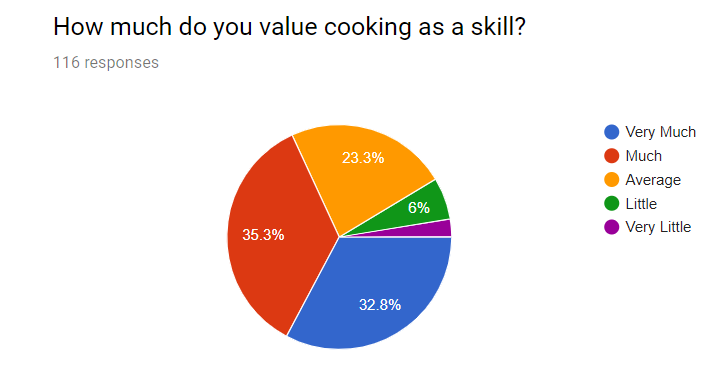 How much do you value cooking as a skill?
116 responses
Very Much
Much
Average
Little
Very Little
23.3%
6%
35.3%
32.8%